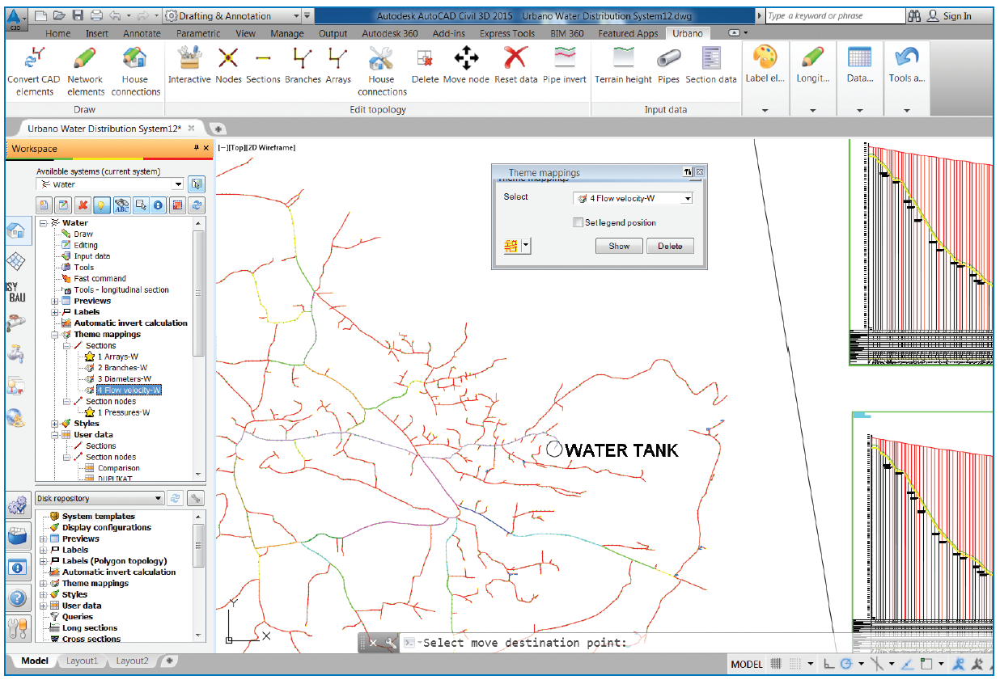 C3D
Drafting & Annotation
Autodesk AutoCAD Civil 3D 2015 Urbano Water Distribution System12.dwg
Type a keyword or phrase
Sign In
Home Insert Annotate Parametric View Manage Output Autodesk 360 Add-ins Express Tools BIM 360 Featured Apps Urbano
Convert CAD elements
Network elements
House connections
Interactive
Nodes
Sections
Branches
Arrays
House connections
Delete
Move node
Reset data
Pipe invert
Terrain height
Pipes
Section data
Label el...
Longit...
Data...
Tools a...
Draw
Edit topology
Input data
Urbano Water Distribution System12*
Workspace
[−][Top][2D Wireframe]
Available systems (current system)
Water
ABC
Water
Draw
Editing
Input data
Tools
Fast command
Tools - longitudinal section
Previews
Labels
Automatic invert calculation
Theme mappings
Sections
1 Arrays-W
2 Branches-W
3 Diameters-W
4 Flow velocity-W
Section nodes
1 Pressures-W
Styles
User data
Sections
Section nodes
Comparison
DUPLIKAT
BAU
Disk repository
System templates
Display configurations
Previews
Labels
Labels (Polygon topology)
Automatic invert calculation
Theme mappings
Styles
User data
Queries
Long sections
Cross sections
Theme mappings
Theme mappings
Select
4 Flow velocity-W
Set legend position
Show
Delete
WATER TANK
Y
X
Select move destination point:
Model
Layout1
Layout2
MODEL